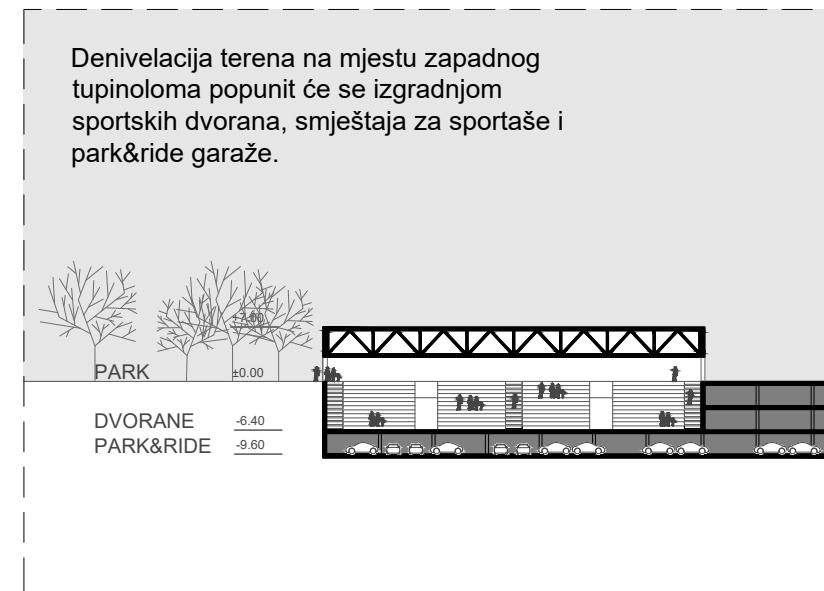 Denivelacija terena na mjestu zapadnog
tupinoloma popunit će se izgradnjom
sportskih dvorana, smještaja za sportaše i
park&ride garaže.
+7.00
PARK ±0.00
DVORANE -6.40
PARK&RIDE -9.60